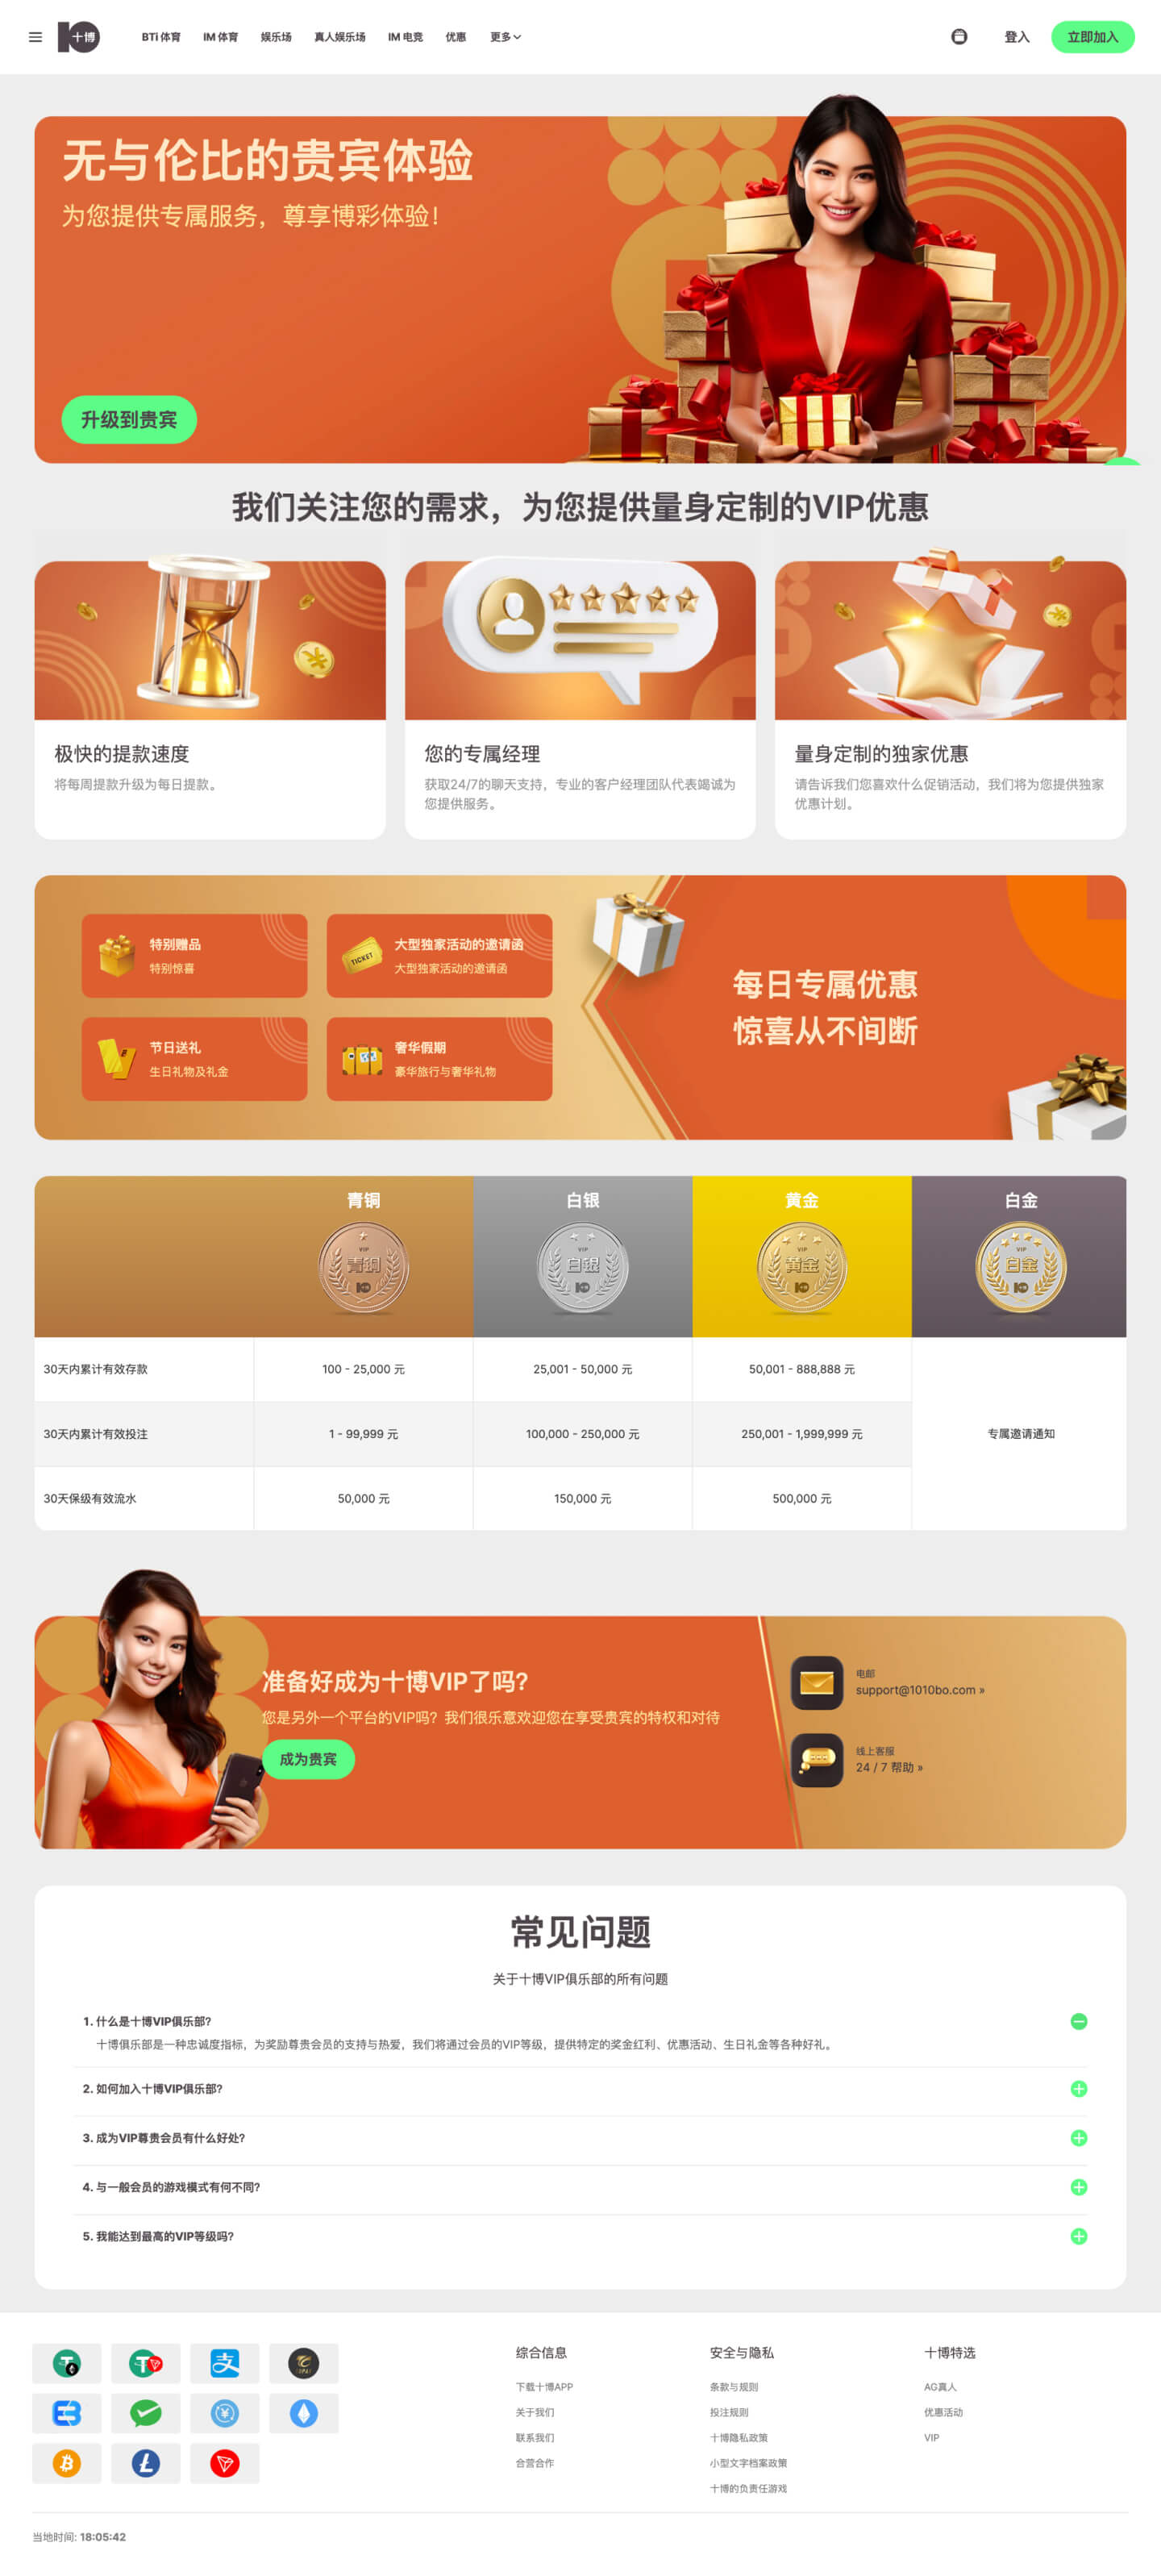 十博
BTi 体育
IM 体育
娱乐场
真人娱乐场
IM 电竞
优惠
更多
登入
立即加入
无与伦比的贵宾体验
为您提供专属服务，尊享博彩体验！
升级到贵宾
我们关注您的需求，为您提供量身定制的VIP优惠
极快的提款速度
将每周提款升级为每日提款。
您的专属经理
获取24/7的聊天支持，专业的客户经理团队代表竭诚为
您提供服务。
量身定制的独家优惠
请告诉我们您喜欢什么促销活动，我们将为您提供独家
优惠计划。
特别赠品
特别惊喜
TICKET
大型独家活动的邀请函
大型独家活动的邀请函
节日送礼
生日礼物及礼金
奢华假期
豪华旅行与奢华礼物
每日专属优惠
惊喜从不间断
青铜
白银
黄金
白金
VIP
青铜
10
VIP
白银
10
VIP
黄金
10
VIP
白金
10
30天内累计有效存款
100 - 25,000 元
25,001 - 50,000 元
50,001 - 888,888 元
30天内累计有效投注
1 - 99,999 元
100,000 - 250,000 元
250,001 - 1,999,999 元
专属邀请通知
30天保级有效流水
50,000 元
150,000 元
500,000 元
准备好成为十博VIP了吗?
您是另外一个平台的VIP吗？我们很乐意欢迎您在享受贵宾的特权和对待
成为贵宾
电邮
support@1010bo.com »
线上客服
24 / 7 帮助 »
常见问题
关于十博VIP俱乐部的所有问题
1. 什么是十博VIP俱乐部?
十博俱乐部是一种忠诚度指标，为奖励尊贵会员的支持与热爱，我们将通过会员的VIP等级，提供特定的奖金红利、优惠活动、生日礼金等各种好礼。
2. 如何加入十博VIP俱乐部?
3. 成为VIP尊贵会员有什么好处?
4. 与一般会员的游戏模式有何不同?
5. 我能达到最高的VIP等级吗?
支
综合信息
下载十博APP
关于我们
联系我们
合营合作
安全与隐私
条款与规则
投注规则
十博隐私政策
小型文字档案政策
十博的负责任游戏
十博特选
AG真人
优惠活动
VIP
当地时间: 18:05:42